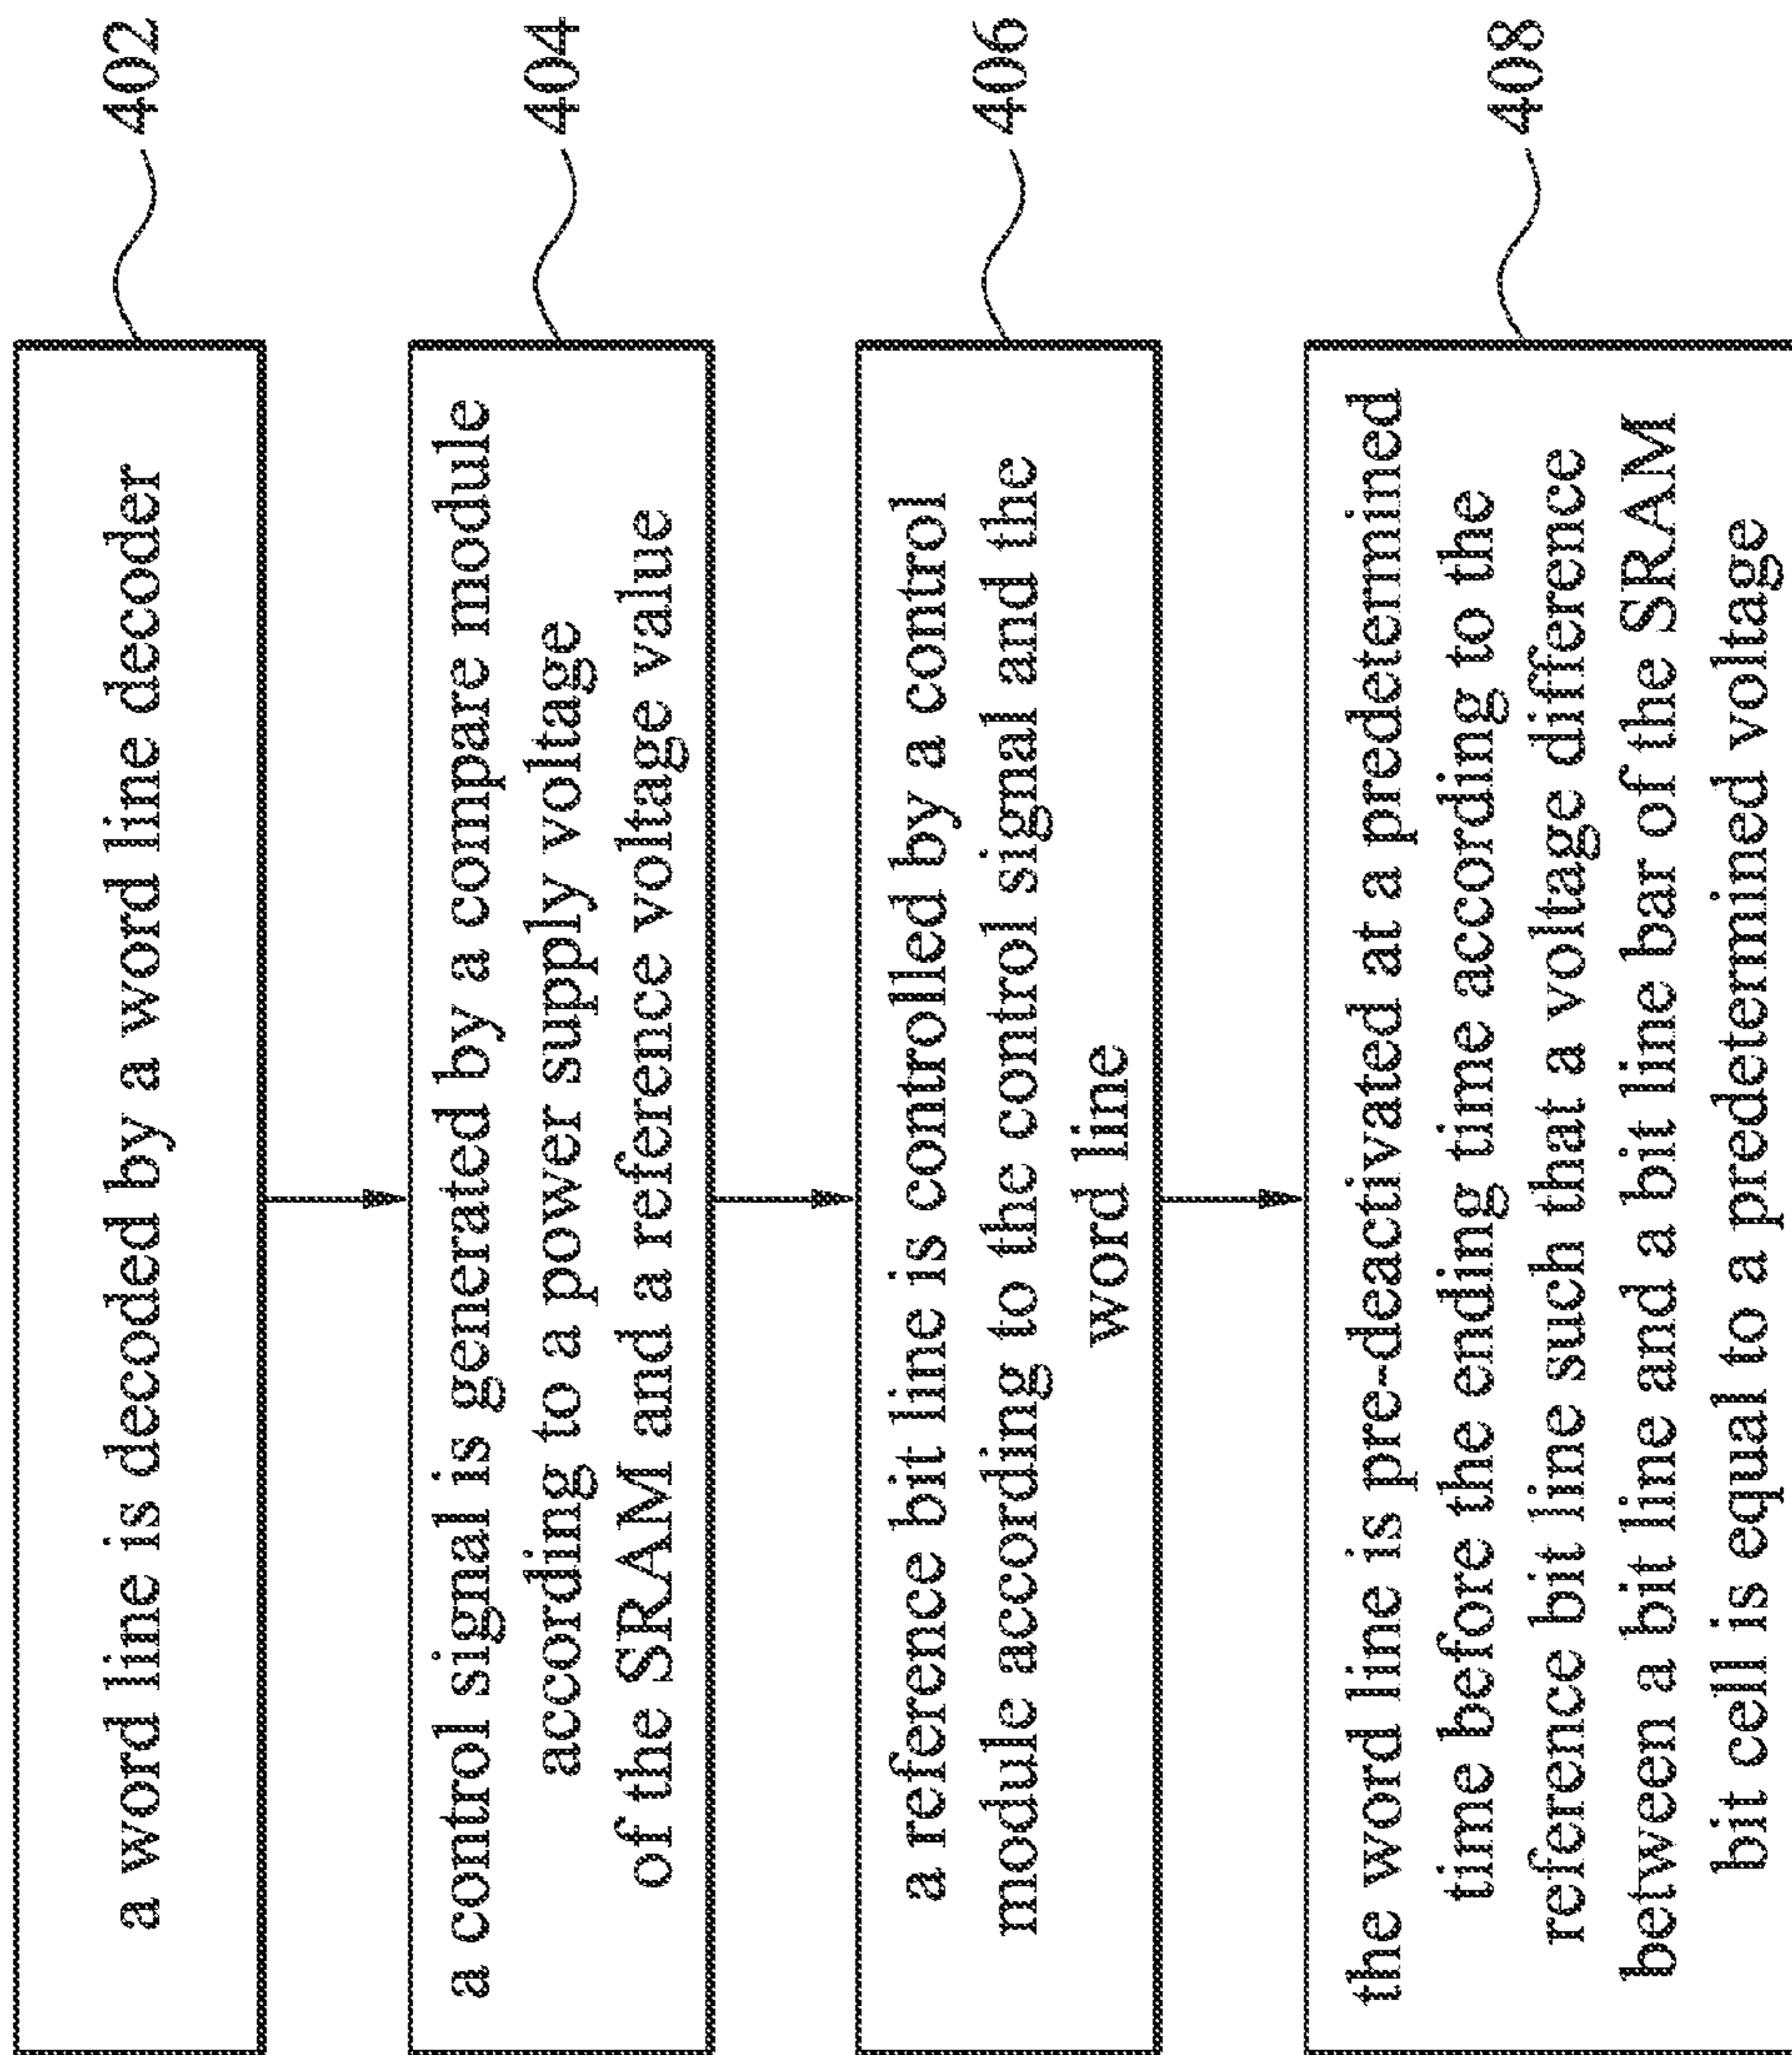 a word line is decoded by a word line decoder
402
a control signal is generated by a compare module
according to a power supply voltage
of the SRAM and a reference voltage value
404
a reference bit line is controlled by a control
module according to the control signal and the
word line
406
the word line is pre-deactivated at a predetermined
time before the ending time according to the
reference bit line such that a voltage difference
between a bit line and a bit line bar of the SRAM
bit cell is equal to a predetermined voltage
408